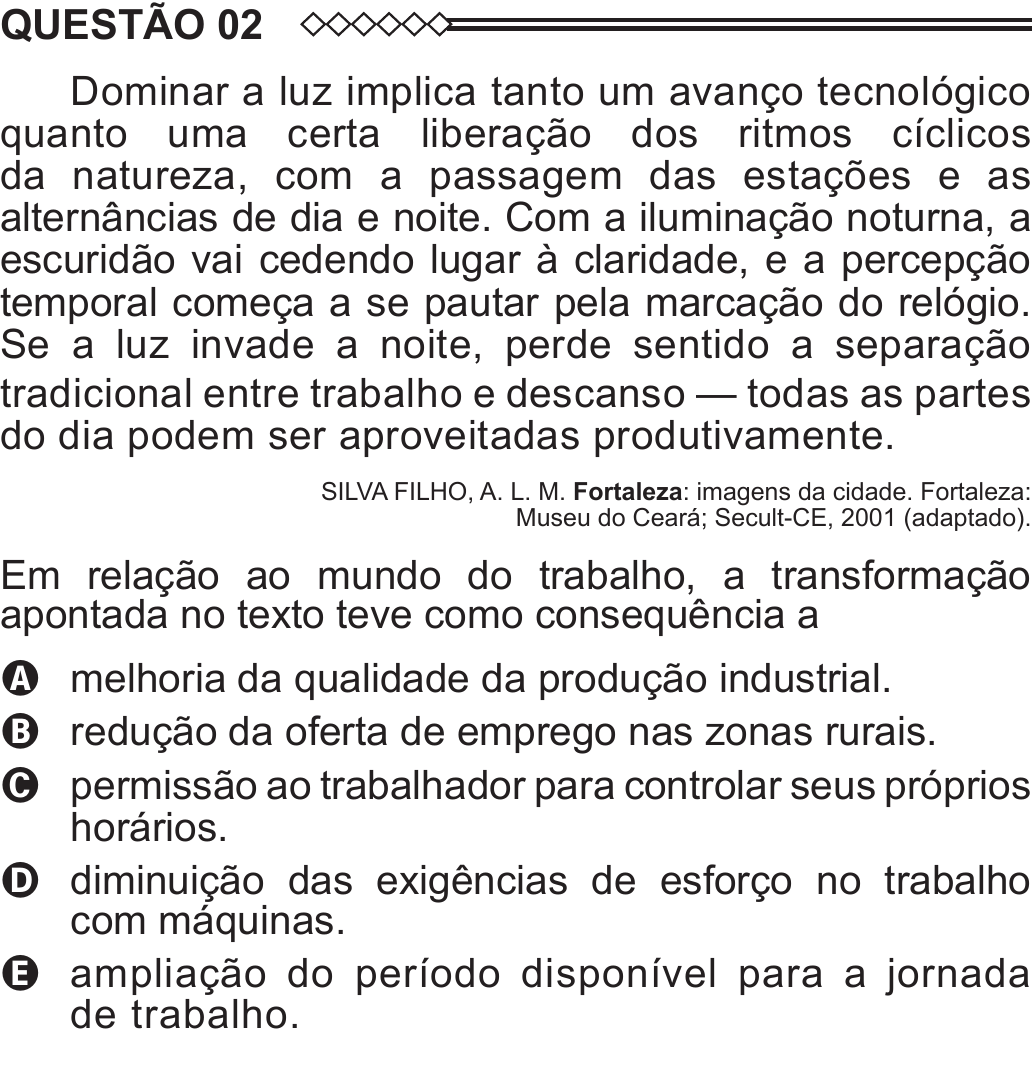 QUESTÃO 02
Dominar a luz implica tanto um avanço tecnológico
quanto uma certa liberação dos ritmos cíclicos
da natureza, com a passagem das estações e as
alternâncias de dia e noite. Com a iluminação noturna, a
escuridão vai cedendo lugar à claridade, e a percepção
temporal começa a se pautar pela marcação do relógio.
Se a luz invade a noite, perde sentido a separação
tradicional entre trabalho e descanso — todas as partes
do dia podem ser aproveitadas produtivamente.
SILVA FILHO, A. L. M. Fortaleza: imagens da cidade. Fortaleza:
Museu do Ceará; Secult-CE, 2001 (adaptado).
Em relação ao mundo do trabalho, a transformação
apontada no texto teve como consequência a
A melhoria da qualidade da produção industrial.
B redução da oferta de emprego nas zonas rurais.
C permissão ao trabalhador para controlar seus próprios
horários.
D diminuição das exigências de esforço no trabalho
com máquinas.
E ampliação do período disponível para a jornada
de trabalho.